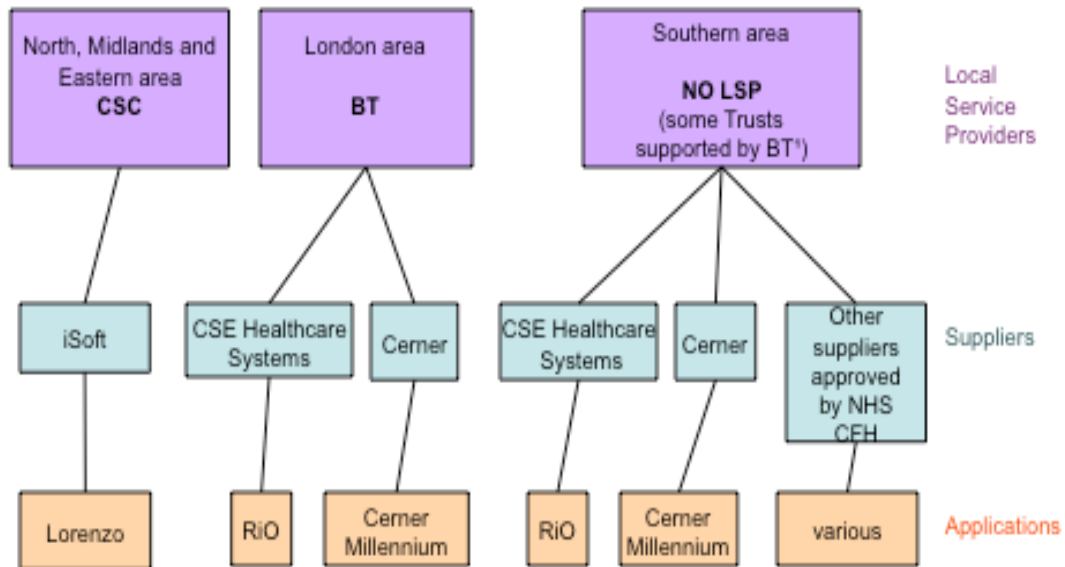 North, Midlands and
Eastern area
CSC
London area
BT
Southern area
NO LSP
(some Trusts
supported by BT¹)
Local
Service
Providers
iSoft
CSE Healthcare
Systems
Cerner
CSE Healthcare
Systems
Cerner
Other
suppliers
approved
by NHS
CFH
Suppliers
Lorenzo
RiO
Cerner
Millennium
RiO
Cerner
Millennium
various
Applications